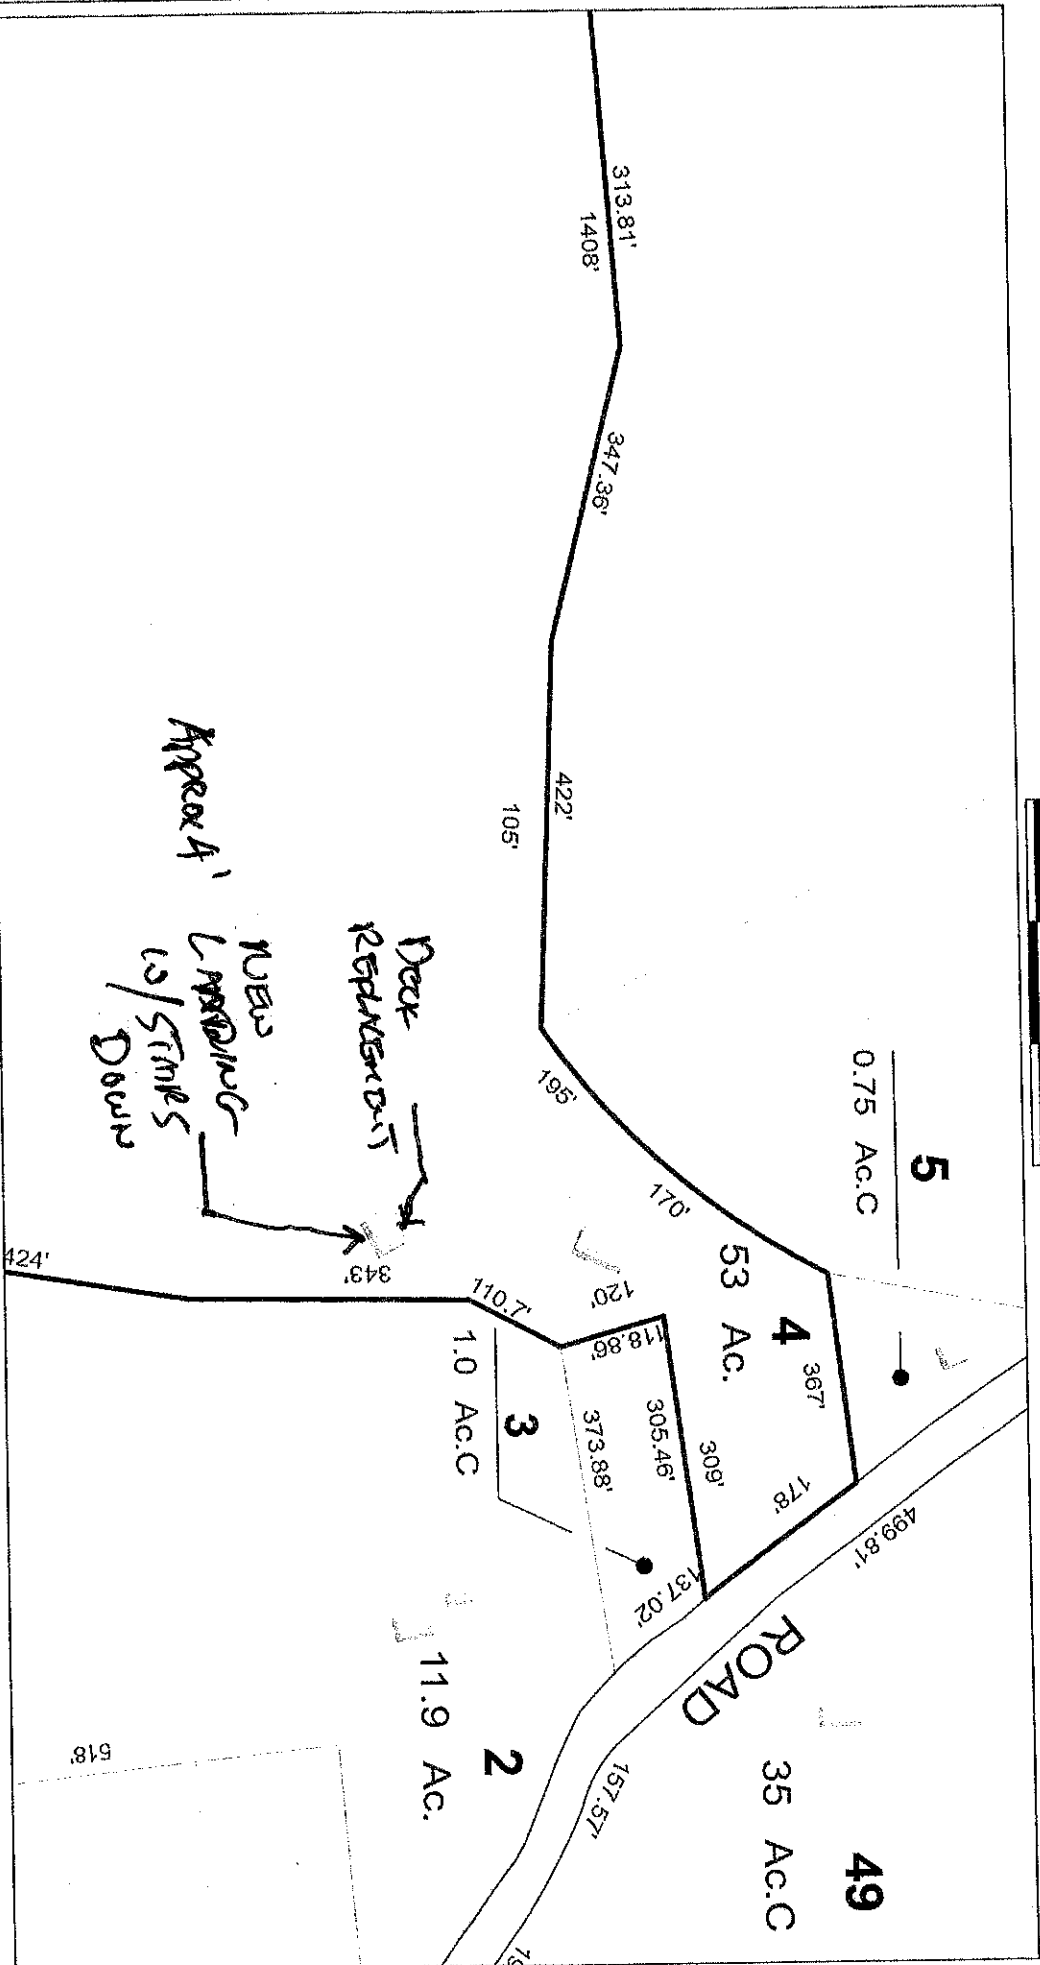 313.81'
1408'
347.36'
422'
105'
195'
170'
5
0.75 Ac.C
4
53 Ac.
367'
178'
309'
305.46'
118.86'
120'
110.7'
343'
424'
3
1.0 Ac.C
373.88'
137.02'
499.81'
ROAD
157.57'
49
35 Ac.C
2
11.9 Ac.
518'
DECK
REPLACEMENT
APPROX 4'
NEW
LANDING
W/ STAIRS
DOWN